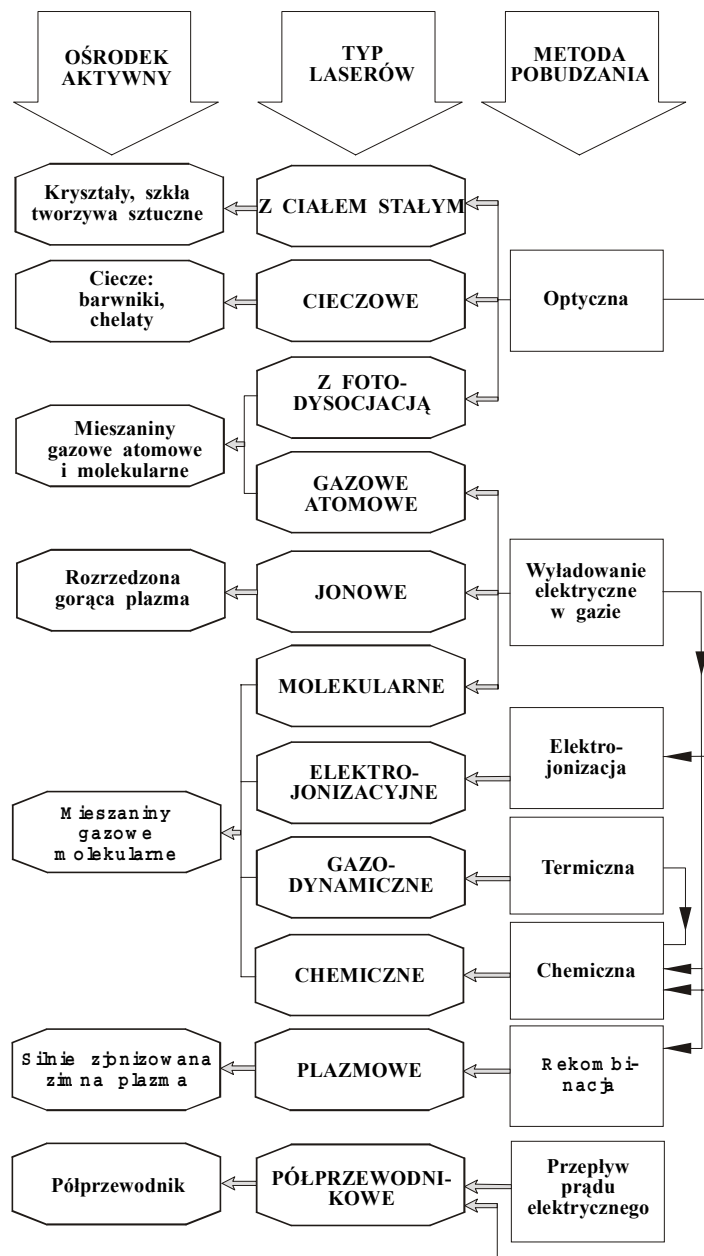 OŚRODEK
AKTYWNY
TYP
LASERÓW
METODA
POBUDZANIA
Kryształy, szkła
tworzywa sztuczne
Z CIAŁEM STAŁYM
Ciecze:
barwniki,
chelaty
CIECZOWE
Optyczna
Z FOTO-
DYSOCJACJĄ
Mieszaniny
gazowe atomowe
i molekularne
GAZOWE
ATOMOWE
Rozrzedzona
gorąca plazma
JONOWE
Wyładowanie
elektryczne
w gazie
MOLEKULARNE
ELEKTRO-
JONIZACYJNE
Elektro-
jonizacja
Mieszaniny
gazowe
molekularne
GAZO-
DYNAMICZNE
Termiczna
CHEMICZNE
Chemiczna
Silnie zjonizowana
zimna plazma
PLAZMOWE
Rekombi-
nacja
Półprzewodnik
PÓŁPRZEWODNI-
KOWE
Przepływ
prądu
elektrycznego